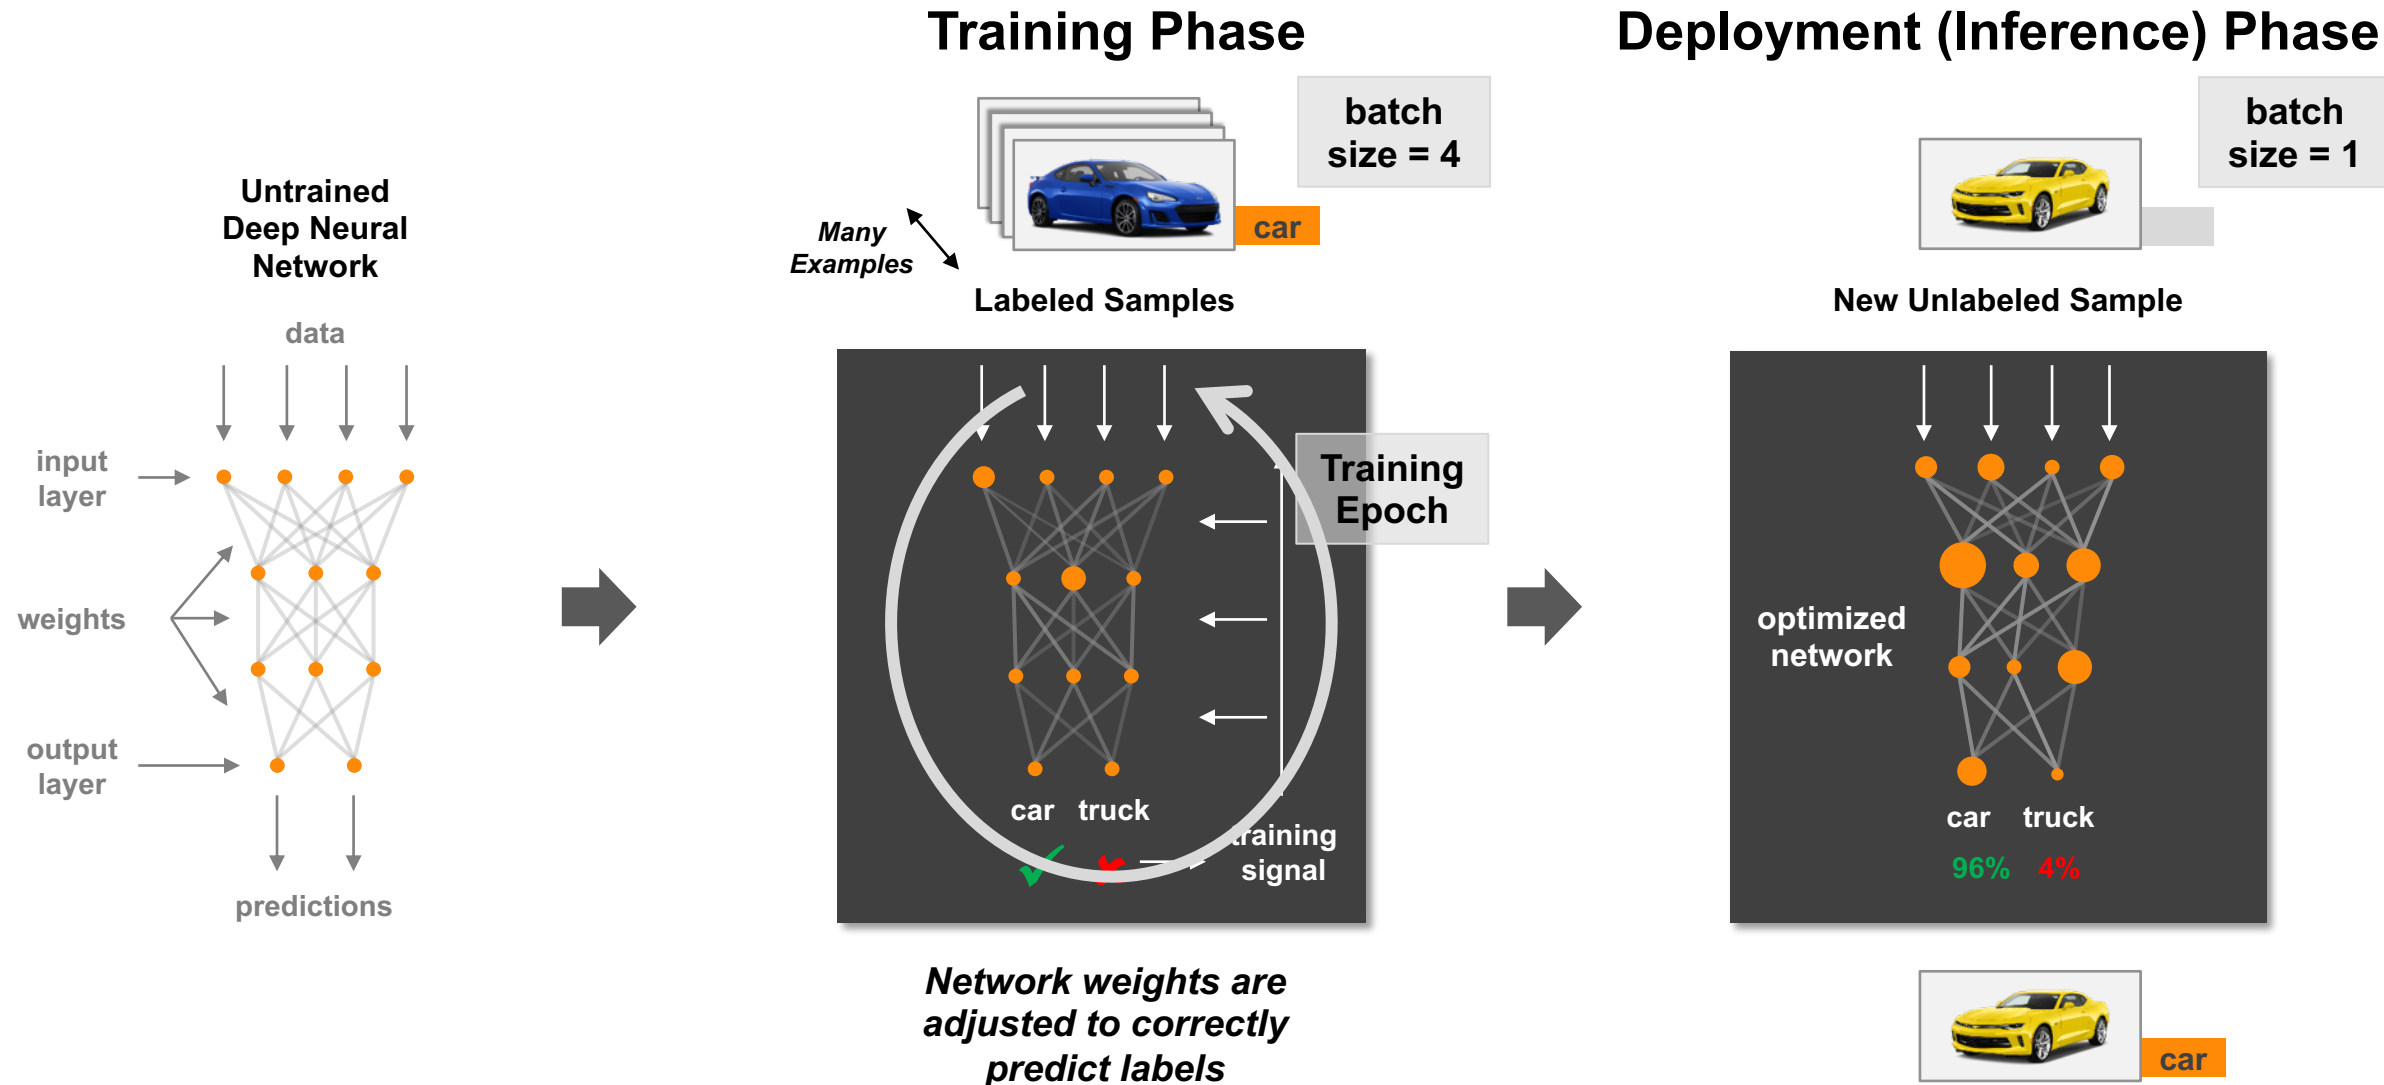 Training Phase
Deployment (Inference) Phase
Untrained
Deep Neural
Network
data
input
layer
weights
output
layer
predictions
batch
size = 4
car
Many
Examples
Labeled Samples
Training
Epoch
car truck
training
signal
Network weights are
adjusted to correctly
predict labels
batch
size = 1
New Unlabeled Sample
optimized
network
car truck
96% 4%
car